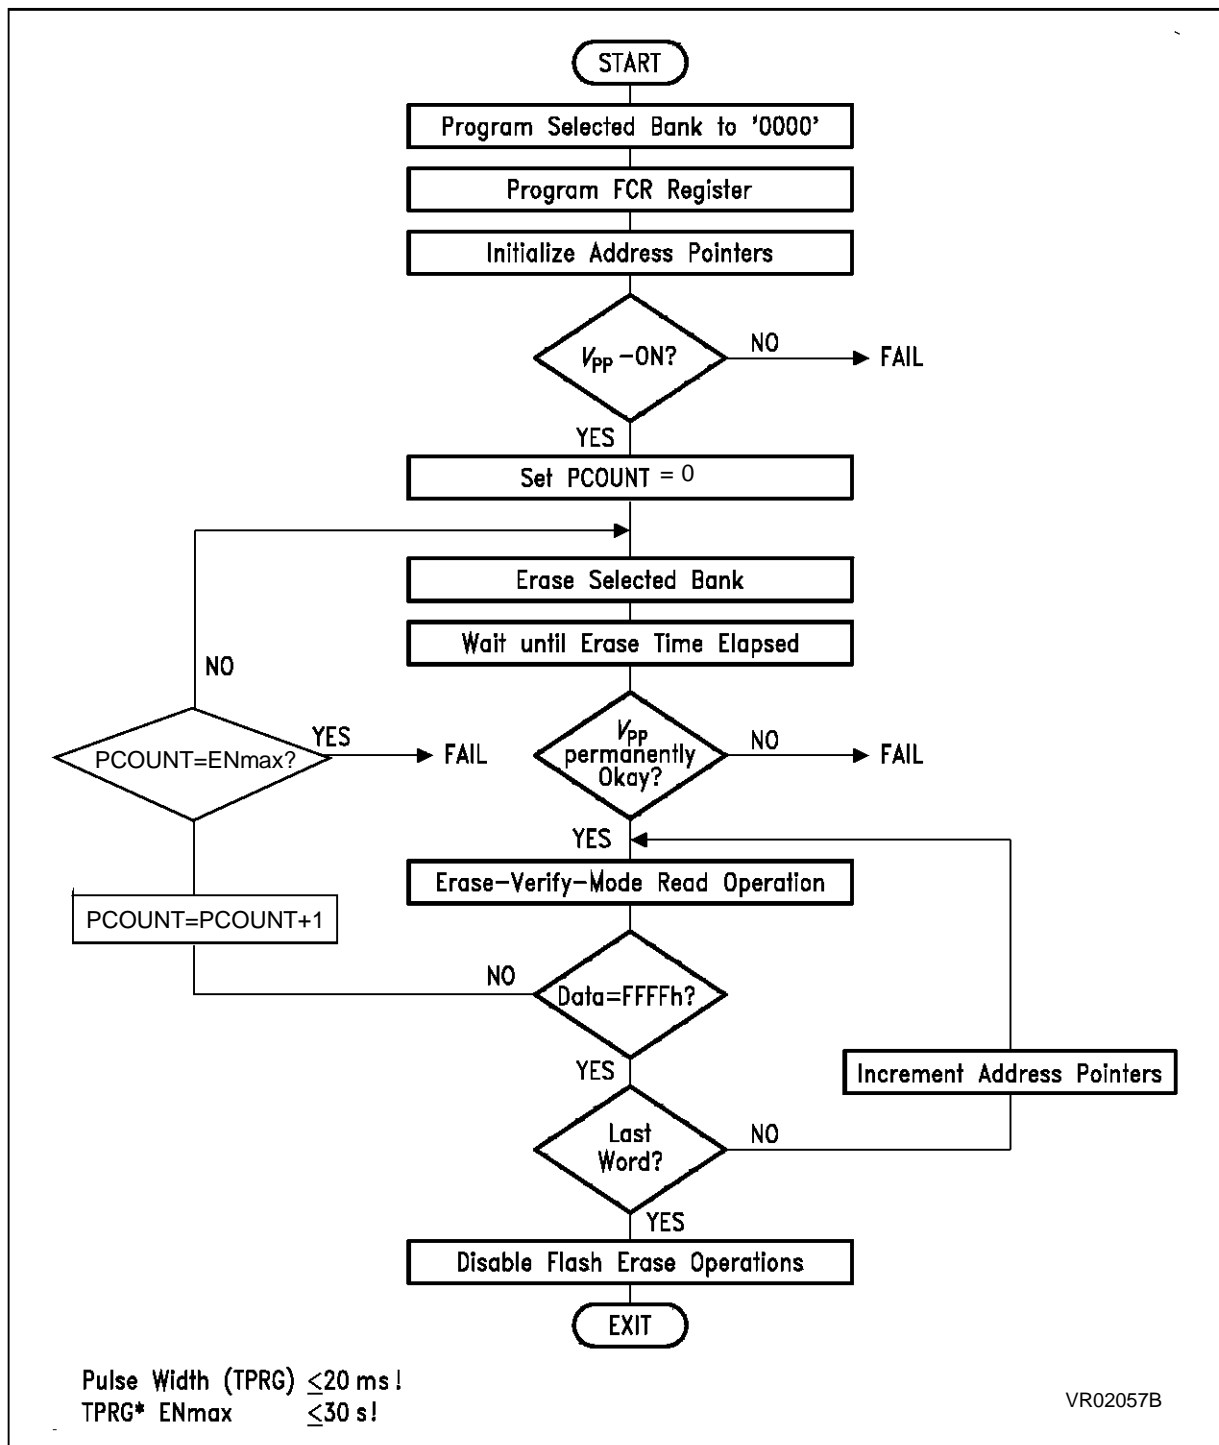 START
Program Selected Bank to '0000'
Program FCR Register
Initialize Address Pointers
VPP -ON?
NO
FAIL
YES
Set PCOUNT = 0
Erase Selected Bank
Wait until Erase Time Elapsed
NO
PCOUNT=ENmax?
YES
FAIL
VPP
permanently
Okay?
NO
FAIL
YES
Erase-Verify-Mode Read Operation
PCOUNT=PCOUNT+1
NO
Data=FFFFh?
YES
Increment Address Pointers
Last
Word?
NO
YES
Disable Flash Erase Operations
EXIT
Pulse Width (TPRG) ≤20 ms!
TPRG* ENmax ≤30 s!
VR02057B